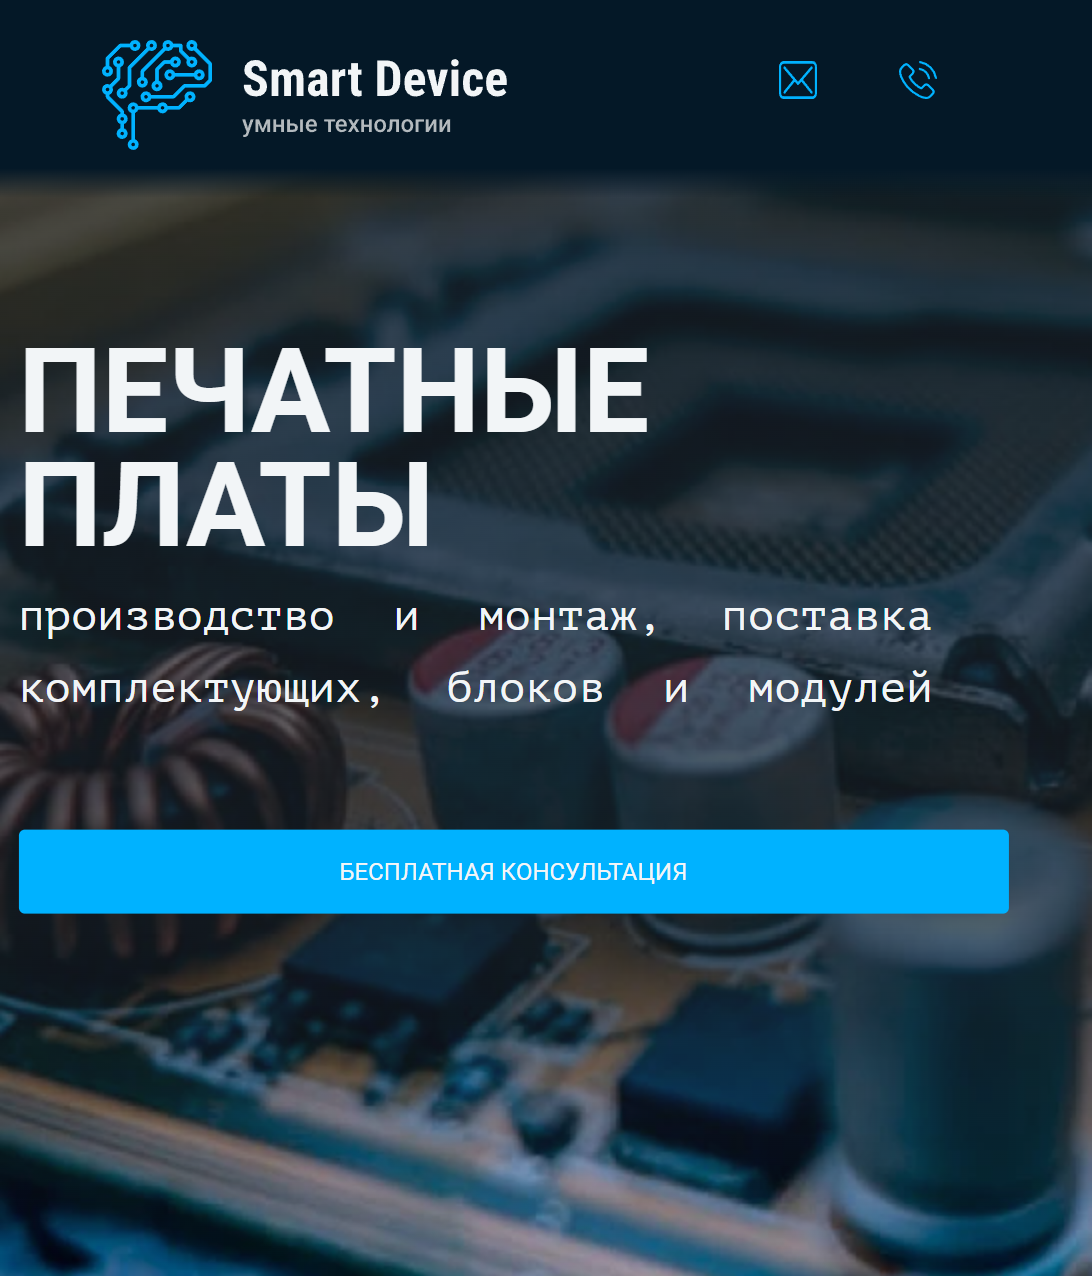 Smart Device
умные технологии
ПЕЧАТНЫЕ
ПЛАТЫ
производство и монтаж, поставка
комплектующих, блоков и модулей
БЕСПЛАТНАЯ КОНСУЛЬТАЦИЯ